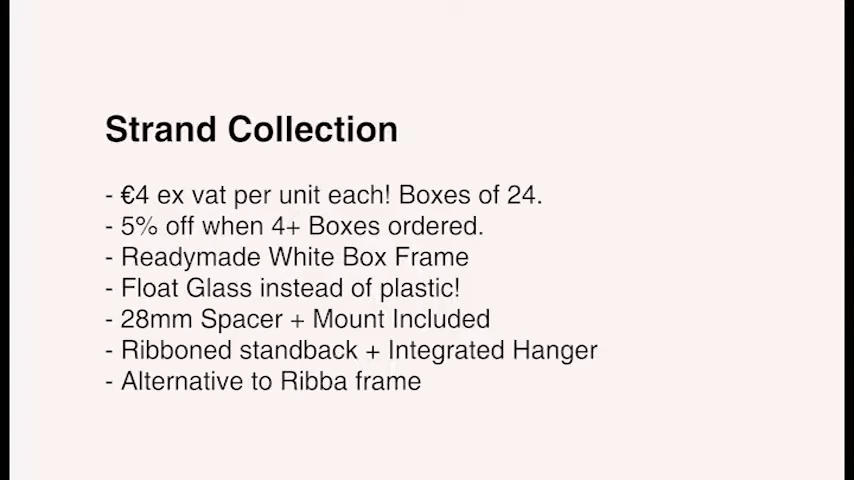 Strand Collection
- €4 ex vat per unit each! Boxes of 24.
- 5% off when 4+ Boxes ordered.
- Readymade White Box Frame
- Float Glass instead of plastic!
- 28mm Spacer + Mount Included
- Ribboned standback + Integrated Hanger
- Alternative to Ribba frame